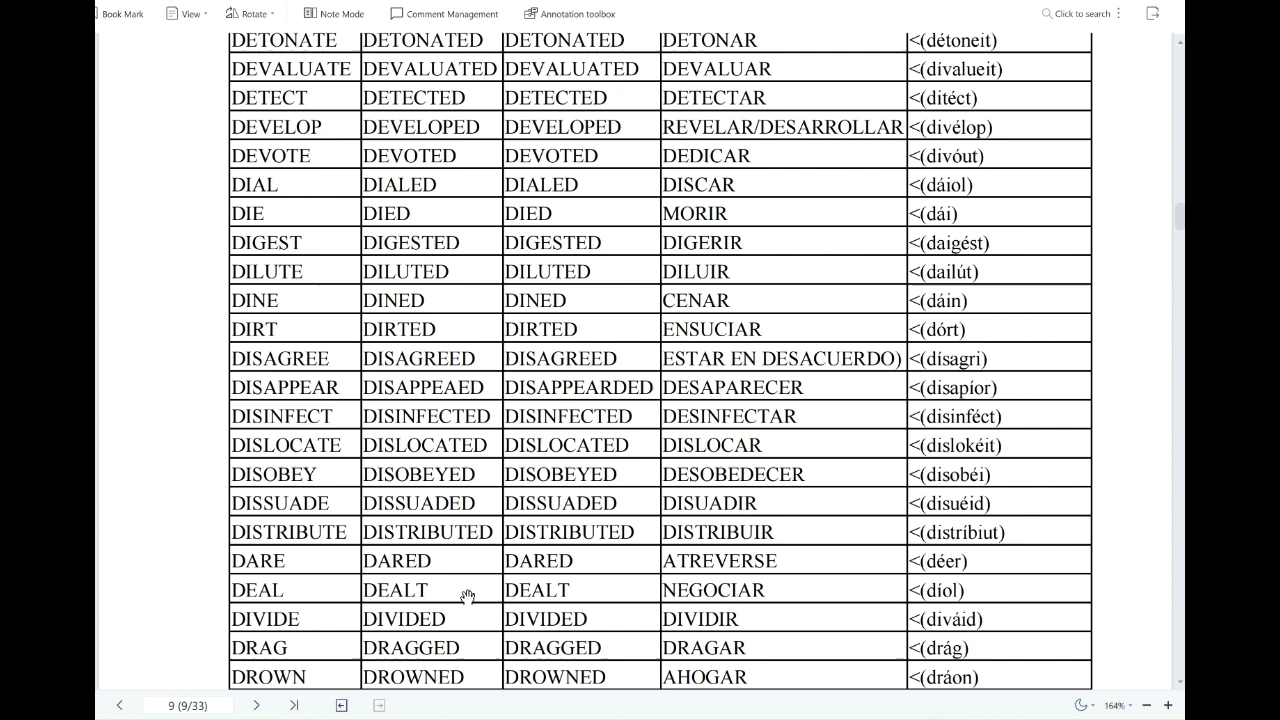 Book Mark View Rotate Note Mode Comment Management Annotation toolbox Click to search
DETONATE DETONATED DETONATED DETONAR <(détoneit)
DEVALUATE DEVALUATED DEVALUATED DEVALUAR <(dívalueit)
DETECT DETECTED DETECTED DETECTAR <(ditéct)
DEVELOP DEVELOPED DEVELOPED REVELAR/DESARROLLAR <(divélop)
DEVOTE DEVOTED DEVOTED DEDICAR <(divóut)
DIAL DIALED DIALED DISCAR <(dáiol)
DIE DIED DIED MORIR <(dái)
DIGEST DIGESTED DIGESTED DIGERIR <(daigést)
DILUTE DILUTED DILUTED DILUIR <(dailút)
DINE DINED DINED CENAR <(dáin)
DIRT DIRTED DIRTED ENSUCIAR <(dórt)
DISAGREE DISAGREED DISAGREED ESTAR EN DESACUERDO) <(dísagri)
DISAPPEAR DISAPPEAED DISAPPEARDED DESAPARECER <(disapíor)
DISINFECT DISINFECTED DISINFECTED DESINFECTAR <(disinféct)
DISLOCATE DISLOCATED DISLOCATED DISLOCAR <(dislokéit)
DISOBEY DISOBEYED DISOBEYED DESOBEDECER <(disobéi)
DISSUADE DISSUADED DISSUADED DISUADIR <(disuéid)
DISTRIBUTE DISTRIBUTED DISTRIBUTED DISTRIBUIR <(distríbiut)
DARE DARED DARED ATREVERSE <(déer)
DEAL DEALT DEALT NEGOCIAR <(díol)
DIVIDE DIVIDED DIVIDED DIVIDIR <(diváid)
DRAG DRAGGED DRAGGED DRAGAR <(drág)
DROWN DROWNED DROWNED AHOGAR <(dráon)
9 (9/33) 164%